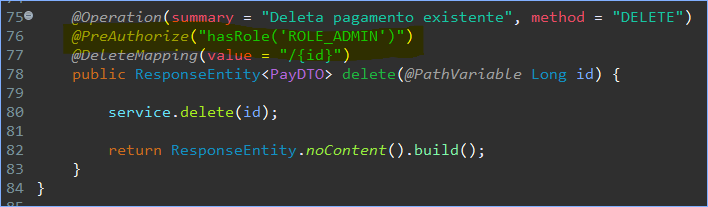 75 @Operation(summary = "Deleta pagamento existente", method = "DELETE")
76 @PreAuthorize("hasRole('ROLE_ADMIN')")
77 @DeleteMapping(value = "/{id}")
78 public ResponseEntity<PayDTO> delete(@PathVariable Long id) {
79
80 service.delete(id);
81
82 return ResponseEntity.noContent().build();
83 }
84 }